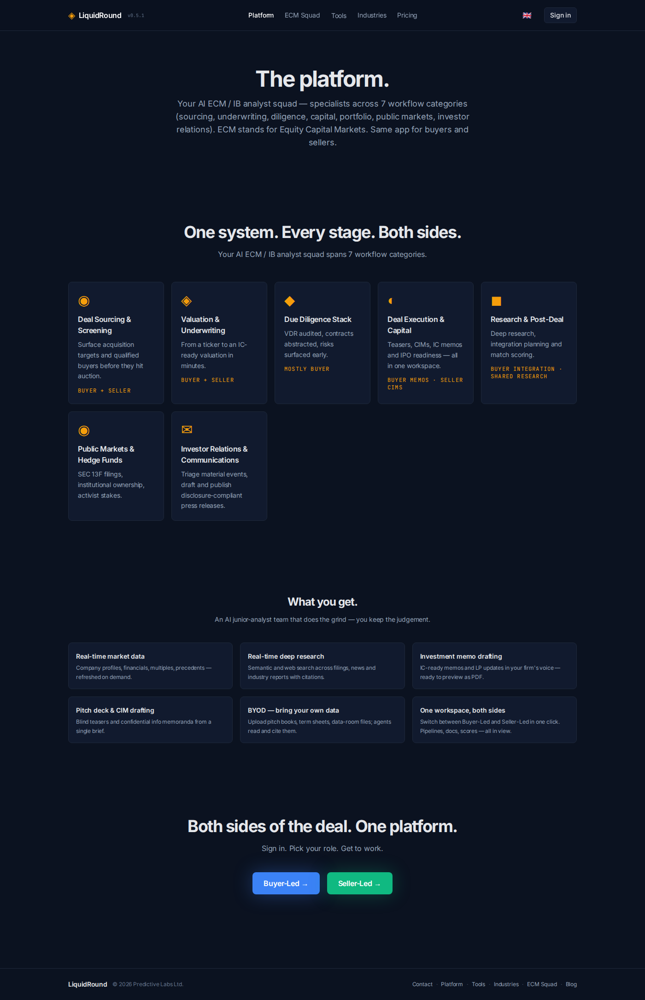 LiquidRound v0.5.1 Platform ECM Squad Tools Industries Pricing Sign in
The platform.
Your AI ECM / IB analyst squad — specialists across 7 workflow categories
(sourcing, underwriting, diligence, capital, portfolio, public markets, investor
relations). ECM stands for Equity Capital Markets. Same app for buyers and
sellers.
One system. Every stage. Both sides.
Your AI ECM / IB analyst squad spans 7 workflow categories.
Deal Sourcing &
Screening
Surface acquisition
targets and qualified
buyers before they hit
auction.
BUYER + SELLER
Valuation &
Underwriting
From a ticker to an IC-
ready valuation in
minutes.
BUYER + SELLER
Due Diligence Stack
VDR audited, contracts
abstracted, risks
surfaced early.
MOSTLY BUYER
Deal Execution &
Capital
Teasers, CIMs, IC memos
and IPO readiness — all
in one workspace.
BUYER MEMOS · SELLER
CIMS
Research & Post-Deal
Deep research,
integration planning and
match scoring.
BUYER INTEGRATION ·
SHARED RESEARCH
Public Markets &
Hedge Funds
SEC 13F filings,
institutional ownership,
activist stakes.
Investor Relations &
Communications
Triage material events,
draft and publish
disclosure-compliant
press releases.
What you get.
An AI junior-analyst team that does the grind — you keep the judgement.
Real-time market data
Company profiles, financials, multiples, precedents —
refreshed on demand.
Real-time deep research
Semantic and web search across filings, news and
industry reports with citations.
Investment memo drafting
IC-ready memos and LP updates in your firm's voice —
ready to preview as PDF.
Pitch deck & CIM drafting
Blind teasers and confidential info memoranda from a
single brief.
BYOD — bring your own data
Upload pitch books, term sheets, data-room files; agents
read and cite them.
One workspace, both sides
Switch between Buyer-Led and Seller-Led in one click.
Pipelines, docs, scores — all in view.
Both sides of the deal. One platform.
Sign in. Pick your role. Get to work.
Buyer-Led → Seller-Led →
LiquidRound © 2026 Predictive Labs Ltd. Contact · Platform · Tools · Industries · ECM Squad · Blog